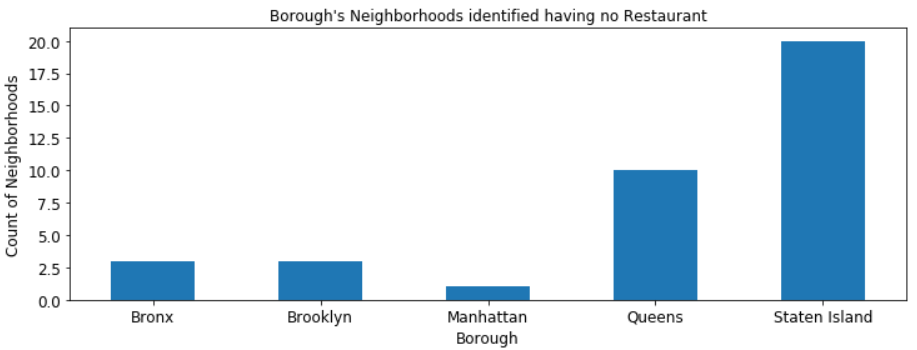 Borough's Neighborhoods identified having no Restaurant
20.0
17.5
15.0
12.5
10.0
7.5
5.0
2.5
0.0
Count of Neighborhoods
Bronx Brooklyn Manhattan Queens Staten Island
Borough